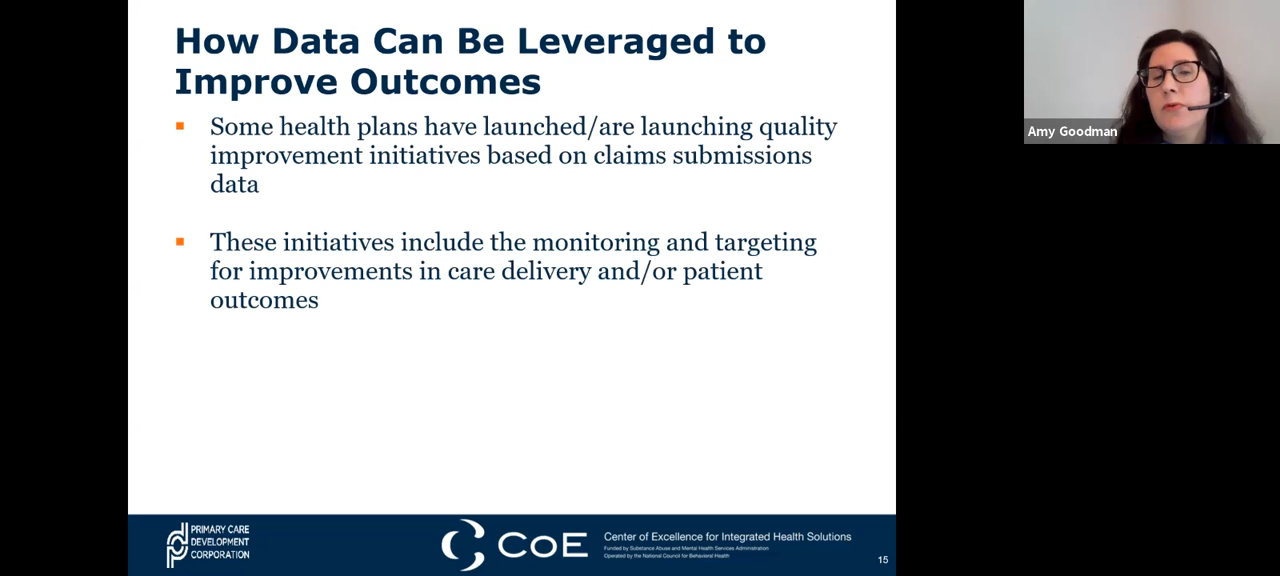 How Data Can Be Leveraged to
Improve Outcomes
Some health plans have launched/are launching quality
improvement initiatives based on claims submissions
data
These initiatives include the monitoring and targeting
for improvements in care delivery and/or patient
outcomes
Amy Goodman
PRIMARY CARE
DEVELOPMENT
CORPORATION
CoE
Center of Excellence for Integrated Health Solutions
Funded by Substance Abuse and Mental Health Services Administration
Operated by the National Council for Behavioral Health
15